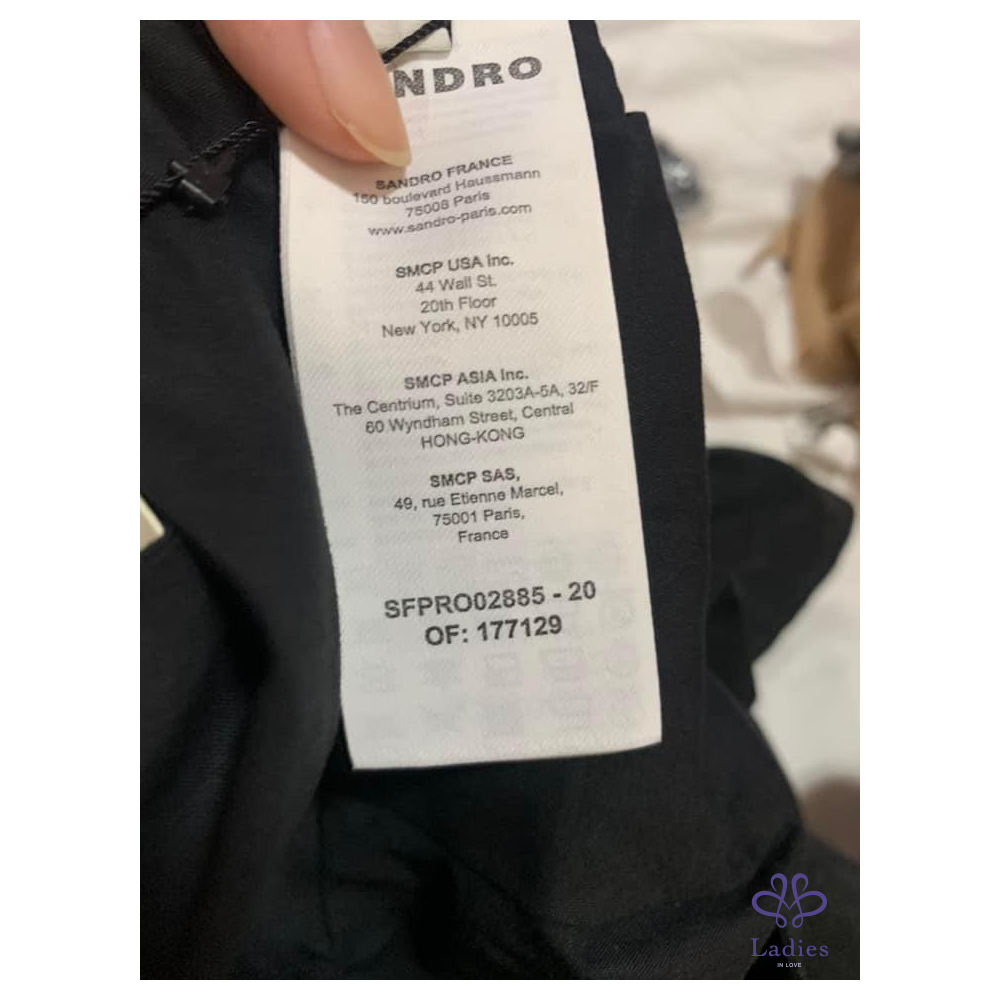 NDRO
SANDRO FRANCE
150 boulevard Haussmann
75008 Paris
www.sandro-paris.com
SMCP USA Inc.
44 Wall St.
20th Floor
New York, NY 10005
SMCP ASIA Inc.
The Centrium, Suite 3203A-5A, 32/F
60 Wyndham Street, Central
HONG-KONG
SMCP SAS,
49, rue Etienne Marcel,
75001 Paris,
France
SFPRO02885 - 20
OF: 177129
Ladies
IN LOVE